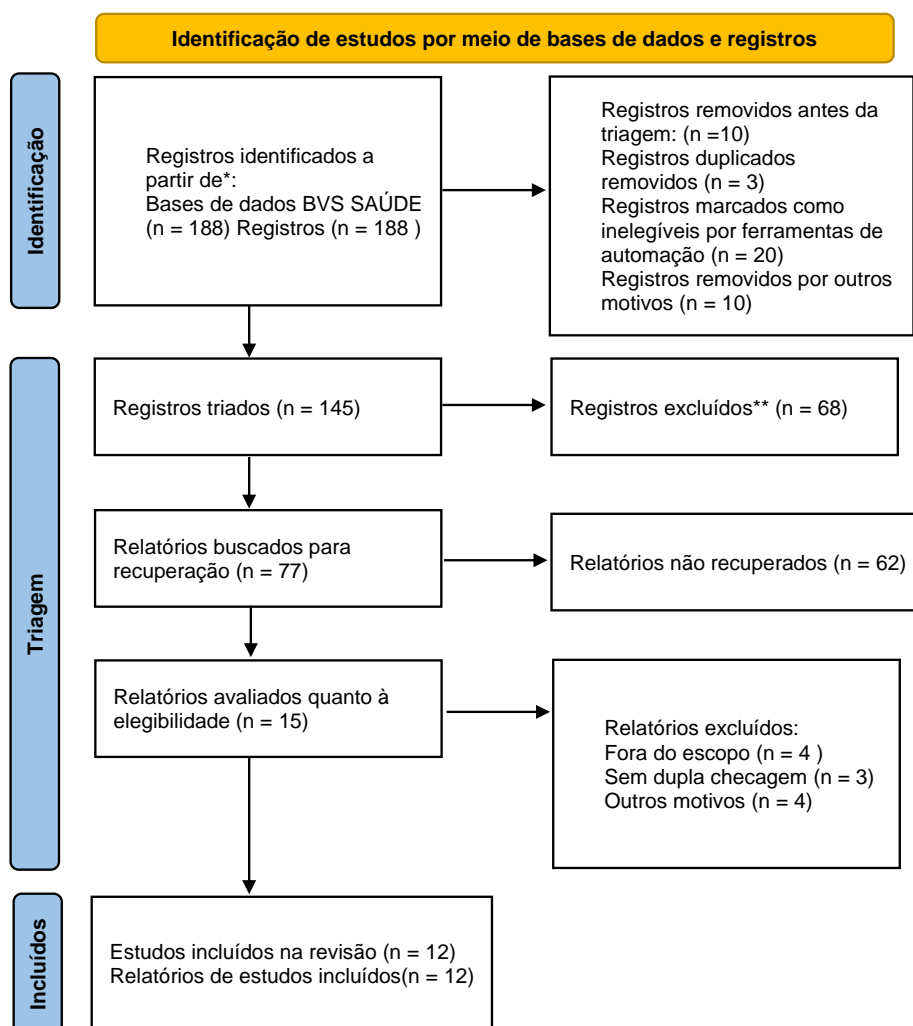 Identificação de estudos por meio de bases de dados e registros
Identificação
Registros identificados a
partir de*:
Bases de dados BVS SAÚDE
(n = 188) Registros (n = 188 )
Registros removidos antes da
triagem: (n =10)
Registros duplicados
removidos (n = 3)
Registros marcados como
inelegíveis por ferramentas de
automação (n = 20)
Registros removidos por outros
motivos (n = 10)
Triagem
Registros triados (n = 145)
Registros excluídos** (n = 68)
Relatórios buscados para
recuperação (n = 77)
Relatórios não recuperados (n = 62)
Relatórios avaliados quanto à
elegibilidade (n = 15)
Relatórios excluídos:
Fora do escopo (n = 4 )
Sem dupla checagem (n = 3)
Outros motivos (n = 4)
Incluídos
Estudos incluídos na revisão (n = 12)
Relatórios de estudos incluídos(n = 12)